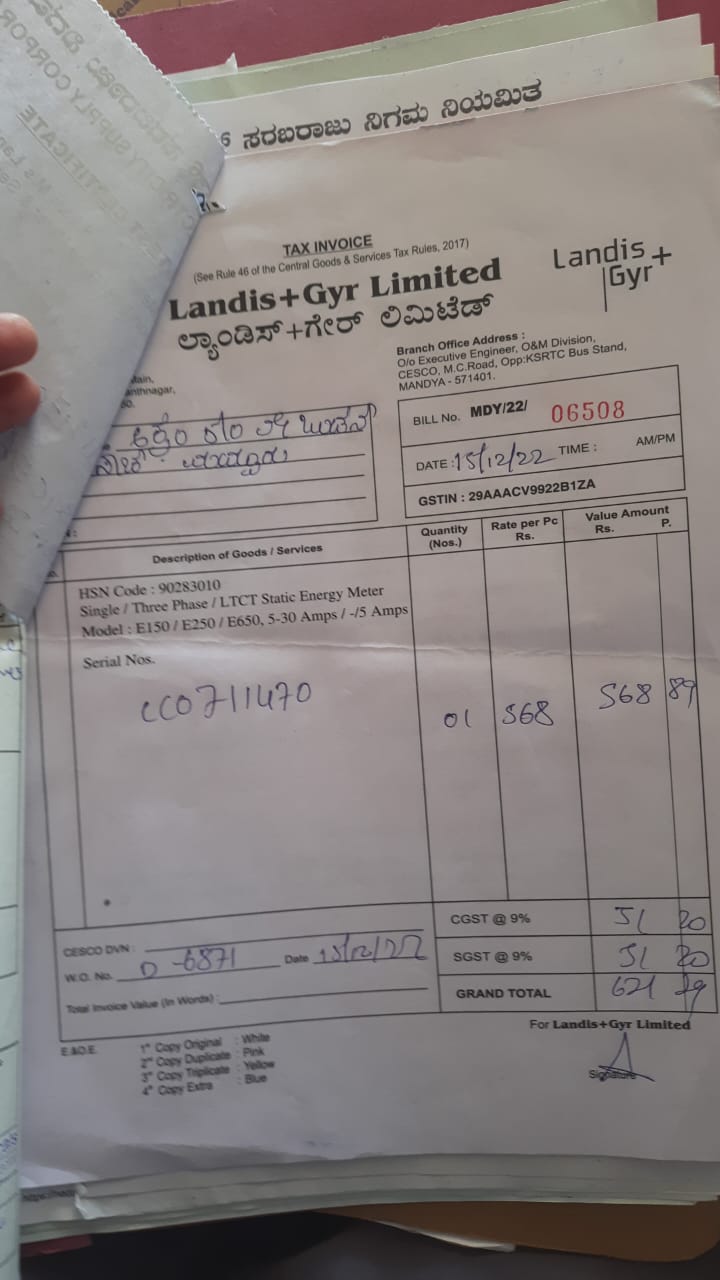 ಸರಬರಾಜು ನಿಗಮ ನಿಯಮಿತ
TAX INVOICE
(See Rule 46 of the Central Goods & Services Tax Rules, 2017)
Landis+Gyr Limited
ಲ್ಯಾಂಡಿಸ್+ಗೇರ್ ಲಿಮಿಟೆಡ್
Landis+
Gyr
Branch Office Address :
O/o Executive Engineer, O&M Division,
CESCO, M.C.Road, Opp:KSRTC Bus Stand,
MANDYA - 571401.
BILL No. MDY/22/ 06508
DATE : 15/12/22 TIME : AM/PM
GSTIN : 29AAACV9922B1ZA
Description of Goods / Services Quantity (Nos.) Rate per Pc Rs. Value Amount Rs. P.
HSN Code : 90283010
Single / Three Phase / LTCT Static Energy Meter
Model : E150 / E250 / E650, 5-30 Amps / -/5 Amps
Serial Nos.
CC0711470 01 568 568 89
CGST @ 9% 51 20
SGST @ 9% 51 20
GRAND TOTAL 671 29
CESCO DVN :
W.O. No. D-6871 Date 15/12/22
Total Invoice Value (In Words) :
For Landis+Gyr Limited
Signature
E.&O.E.
1st Copy Original : White
2nd Copy Duplicate : Pink
3rd Copy Triplicate : Yellow
4th Copy Extra : Blue